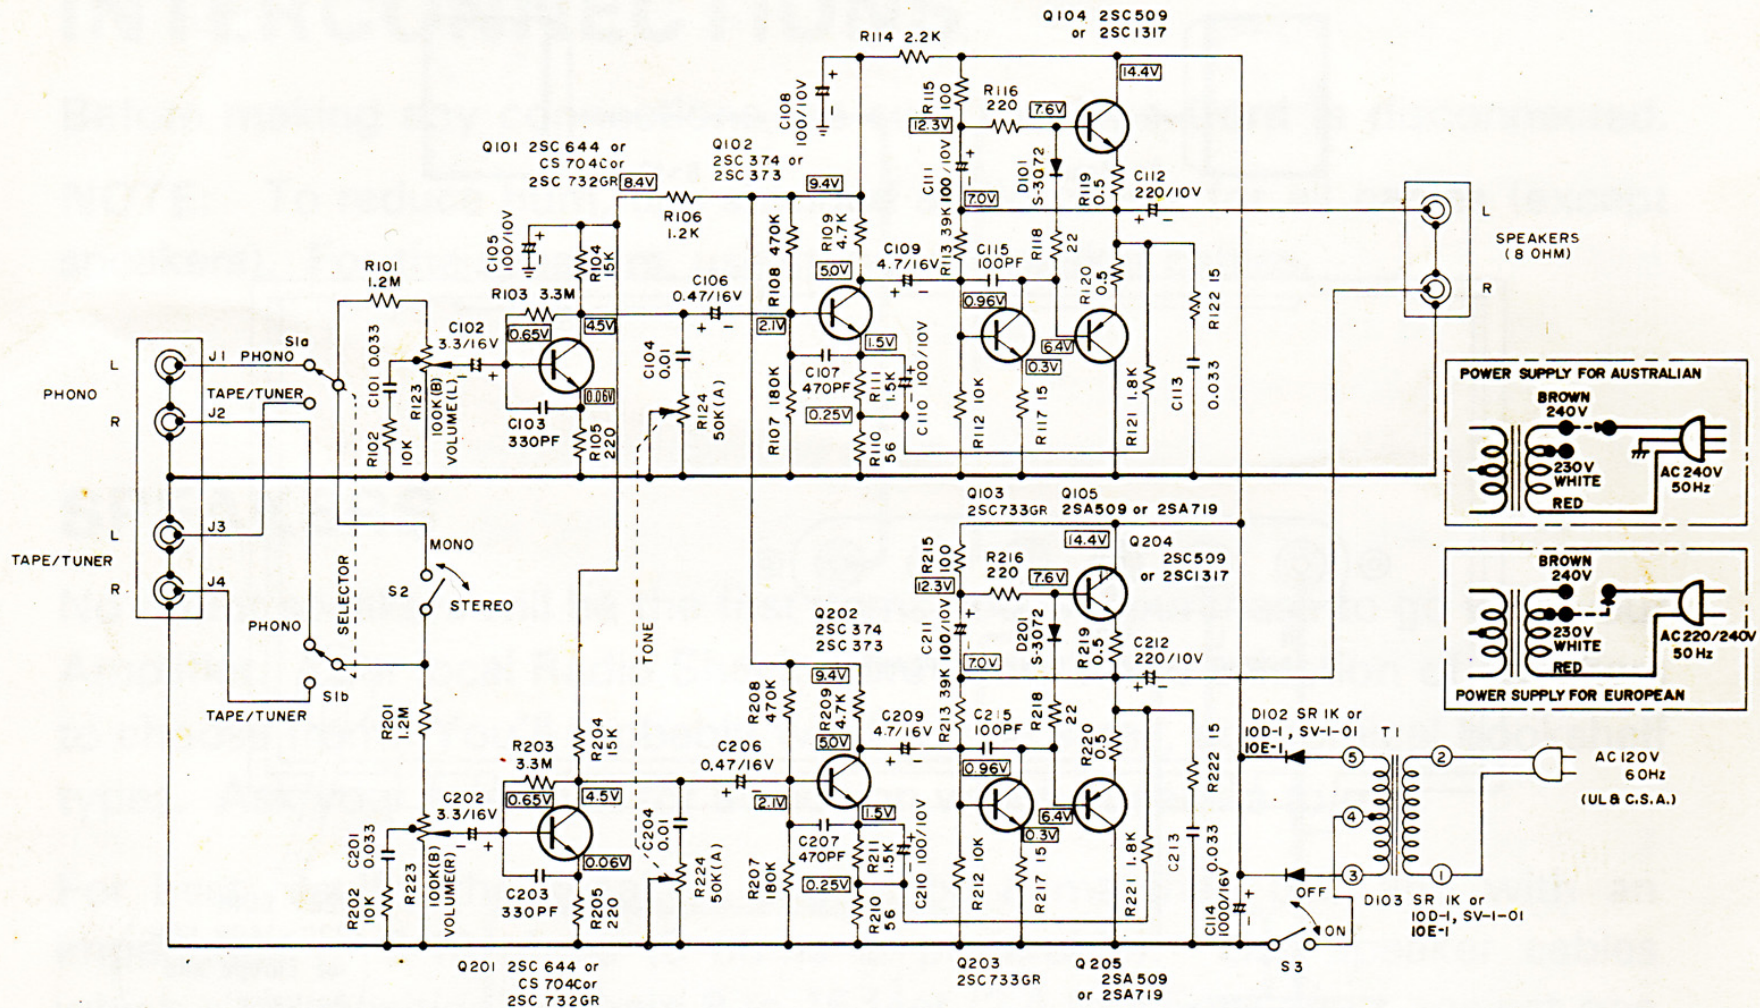 Q104 2SC509
or 2SC1317
R114 2.2K
14.4V
C108
100/10V
R115
100
R116
220
7.6V
12.3V
Q101 2SC644 or
CS704C or
2SC732GR
8.4V
Q102
2SC374 or
2SC373
9.4V
C111 100/10V
D101
S-3072
R119
0.5
C112
220/10V
7.0V
L
SPEAKERS
(8 OHM)
R
R106
1.2K
C105
100/10V
R104
15K
R108 470K
R109
4.7K
C109
4.7/16V
R113 39K
C115
100PF
R118
22
R120
0.5
R122 15
R101
1.2M
R103 3.3M
C106
0.47/16V
5.0V
0.96V
C102
3.3/16V
0.65V
4.5V
2.1V
1.5V
0.3V
6.4V
S1a
L
J1 PHONO
PHONO
TAPE/TUNER
R
J2
C101 0.033
R123
100K(B)
VOLUME(L)
R102
10K
C103
330PF
0.06V
R105
220
C104
0.01
R124
50K(A)
R107 180K
C107
470PF
R111
1.5K
C110 100/10V
0.25V
R110
56
R112 10K
R117 15
R121 1.8K
C113
0.033
POWER SUPPLY FOR AUSTRALIAN
BROWN
240V
230V
WHITE
RED
AC 240V
50Hz
Q103
2SC733GR
Q105
2SA509 or 2SA719
L
J3
TAPE/TUNER
R
J4
MONO
S2
STEREO
SELECTOR
PHONO
S1b
TAPE/TUNER
TONE
14.4V
Q204
2SC509
or 2SC1317
R215
100
R216
220
7.6V
12.3V
BROWN
240V
230V
WHITE
RED
AC 220/240V
50Hz
POWER SUPPLY FOR EUROPEAN
Q202
2SC374
2SC373
C211 100/10V
D201
S-3072
R219
0.5
C212
220/10V
7.0V
9.4V
R201
1.2M
R204
15K
R208
470K
R209
4.7K
C209
4.7/16V
R213 39K
C215
100PF
R218
22
R220
0.5
R222 15
D102 SR 1K or
10D-1, SV-1-01
10E-1
T1
5
2
4
3
1
AC 120V
60Hz
(UL & C.S.A.)
R203
3.3M
C206
0.47/16V
5.0V
0.96V
C202
3.3/16V
0.65V
4.5V
2.1V
1.5V
0.3V
6.4V
C201
0.033
R223
100K(B)
VOLUME(R)
R202
10K
C203
330PF
0.06V
R205
220
C204
0.01
R224
50K(A)
R207
180K
C207
470PF
R211
1.5K
C210 100/10V
0.25V
R210
56
R212 10K
R217 15
R221 1.8K
C213
0.033
C114
1000/16V
OFF
ON
S3
D103 SR 1K or
10D-1, SV-1-01
10E-1
Q201 2SC644 or
CS704C or
2SC732GR
Q203
2SC733GR
Q205
2SA509
or 2SA719